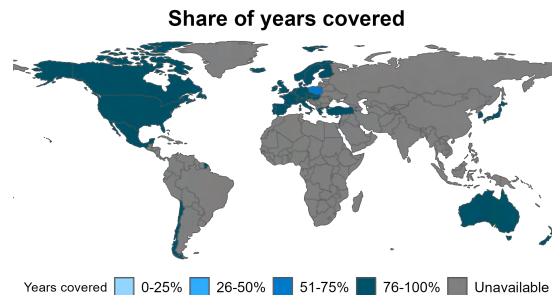 Share of years covered
Years covered 0-25% 26-50% 51-75% 76-100% Unavailable